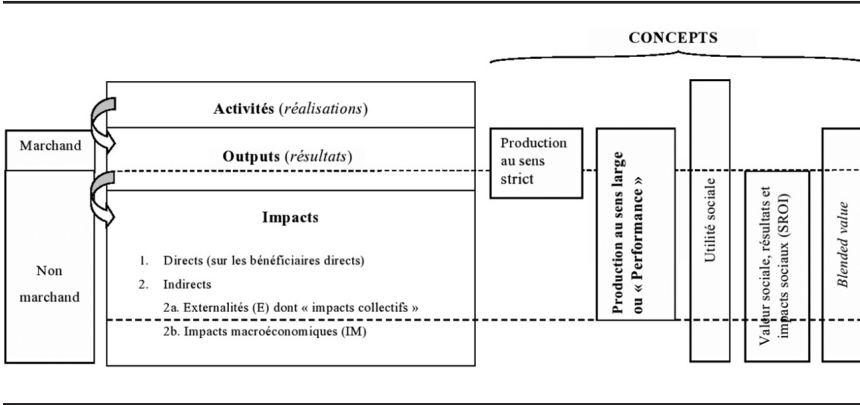 CONCEPTS
Activités (réalisations)
Marchand
Outputs (résultats)
Production
au sens
strict
Impacts
Non
marchand
1. Directs (sur les bénéficiaires directs)
2. Indirects
2a. Externalités (E) dont « impacts collectifs »
2b. Impacts macroéconomiques (IM)
Production au sens large
ou « Performance »
Utilité sociale
Valeur sociale, résultats et
impacts sociaux (SROI)
Blended value